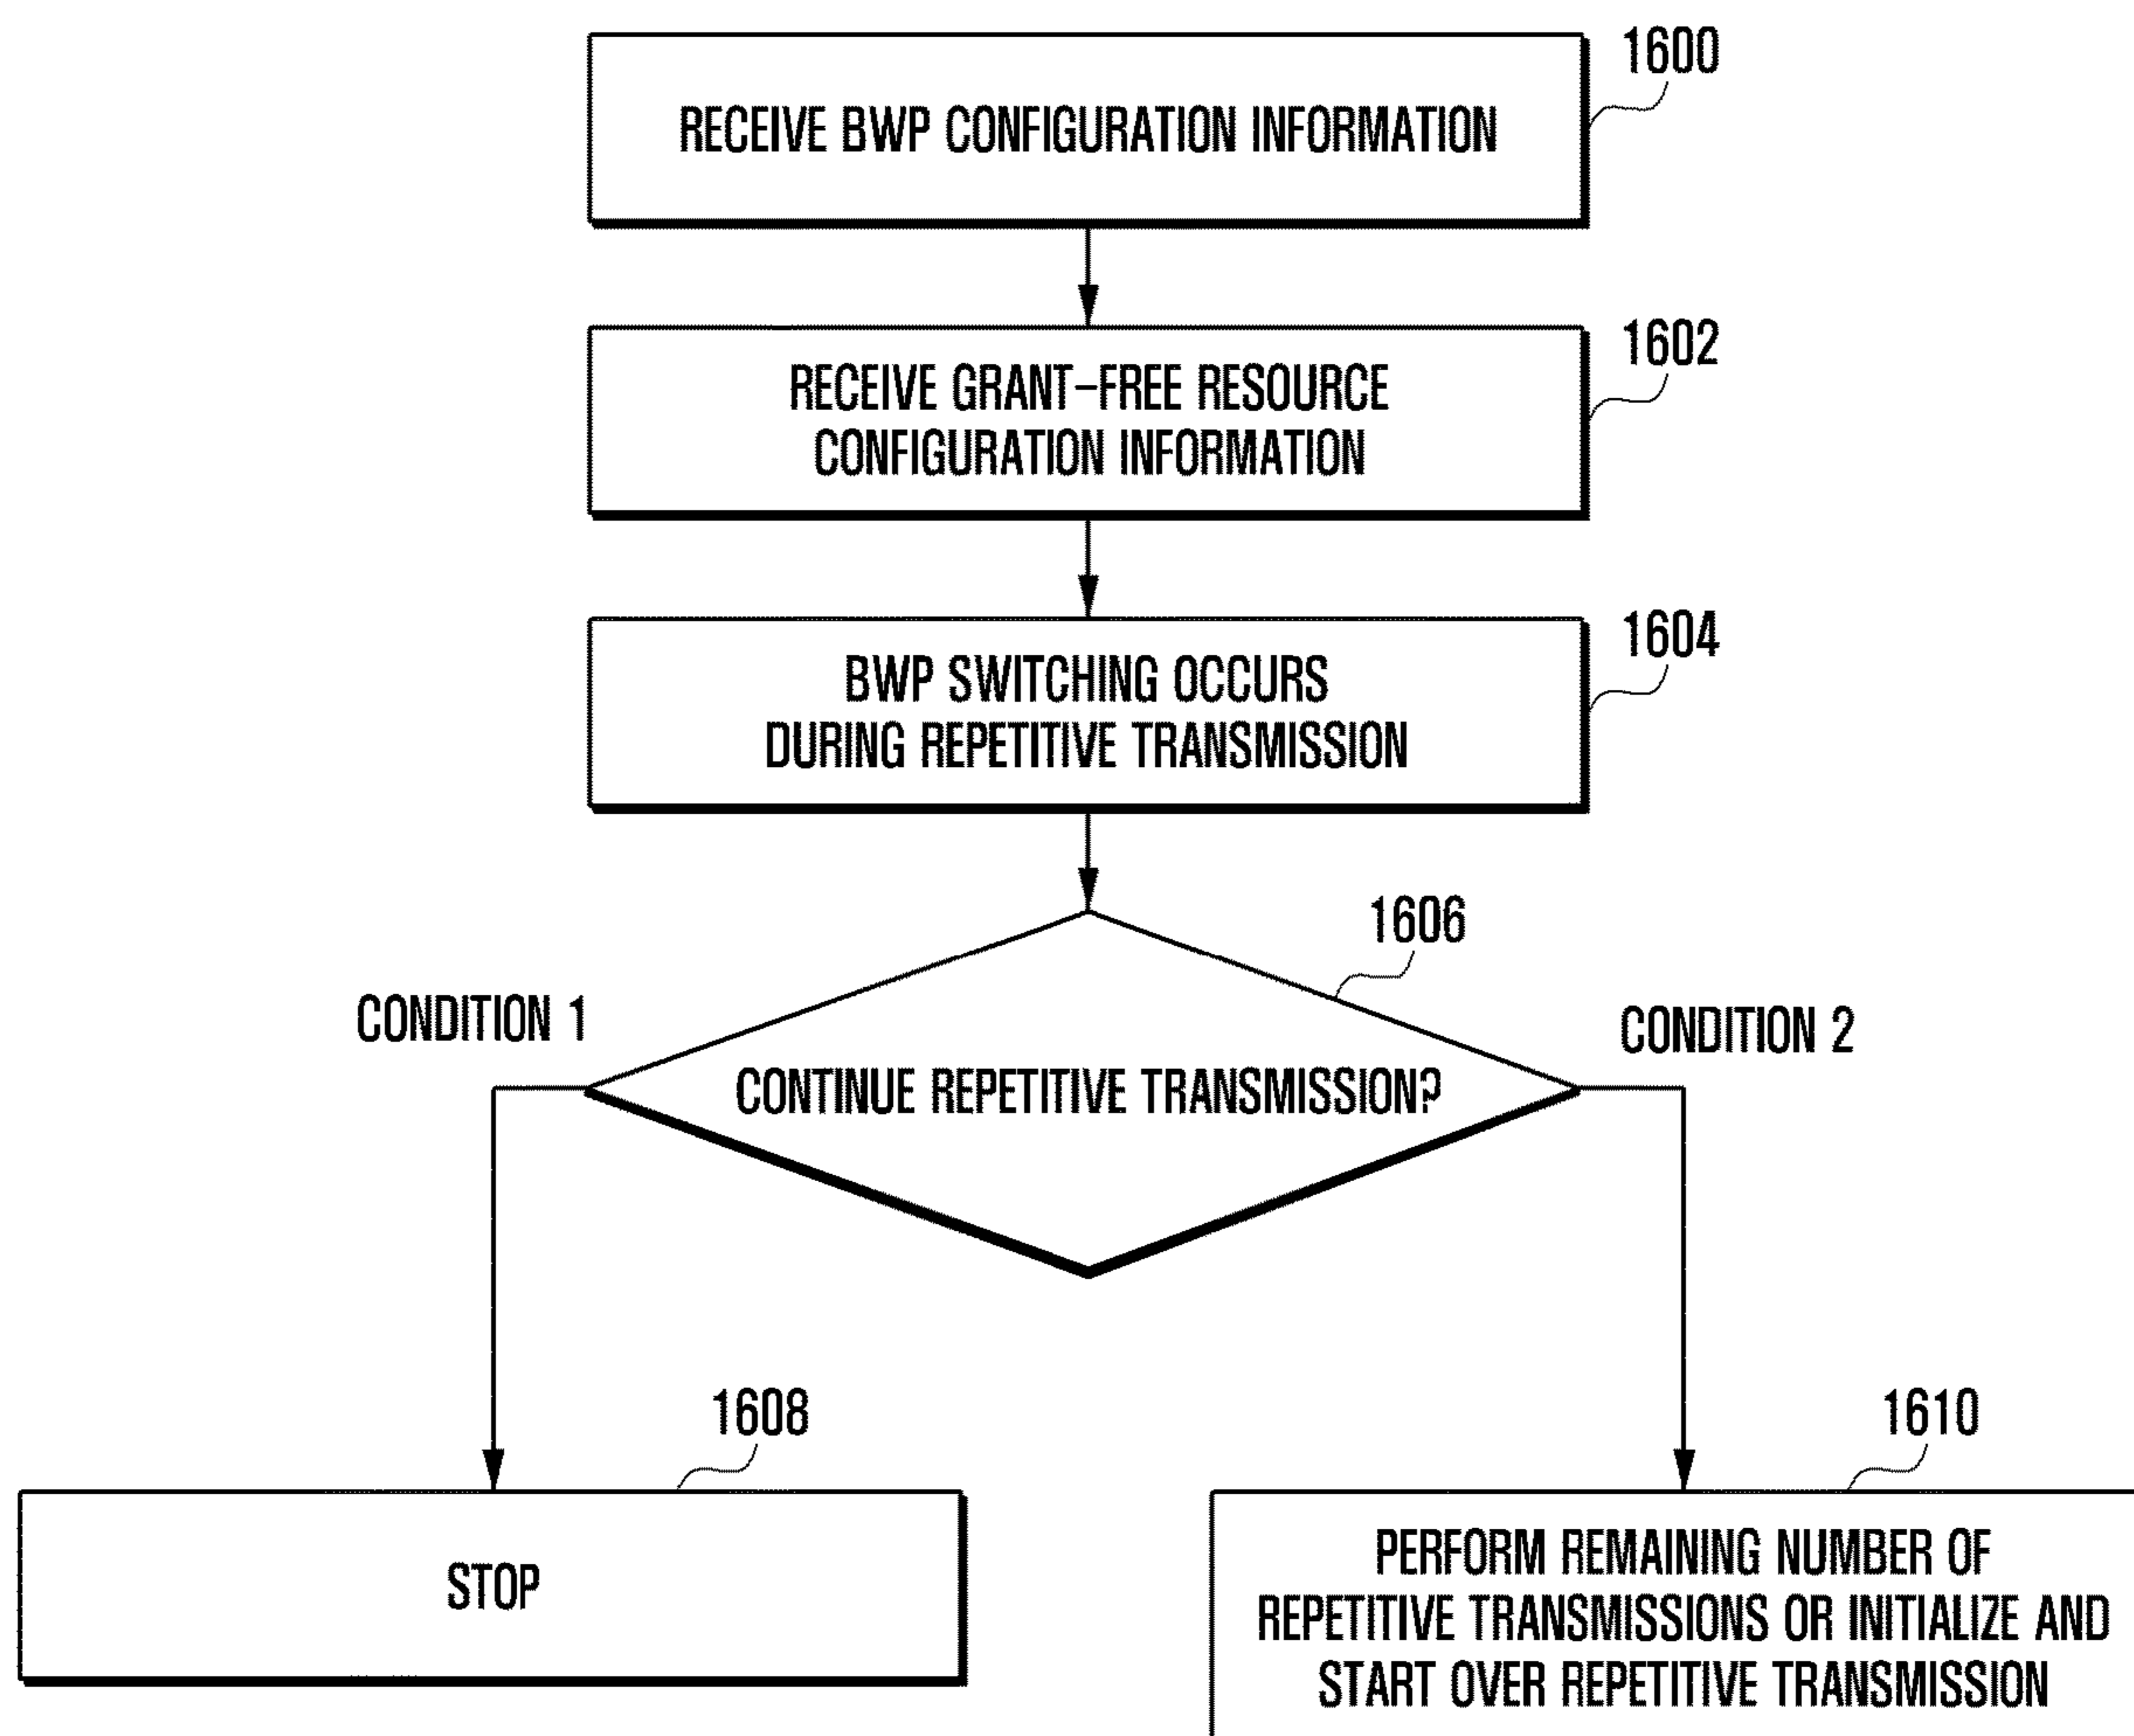 1600
RECEIVE BWP CONFIGURATION INFORMATION
1602
RECEIVE GRANT-FREE RESOURCE
CONFIGURATION INFORMATION
1604
BWP SWITCHING OCCURS
DURING REPETITIVE TRANSMISSION
1606
CONDITION 1
CONDITION 2
CONTINUE REPETITIVE TRANSMISSION?
1608
STOP
1610
PERFORM REMAINING NUMBER OF
REPETITIVE TRANSMISSIONS OR INITIALIZE AND
START OVER REPETITIVE TRANSMISSION